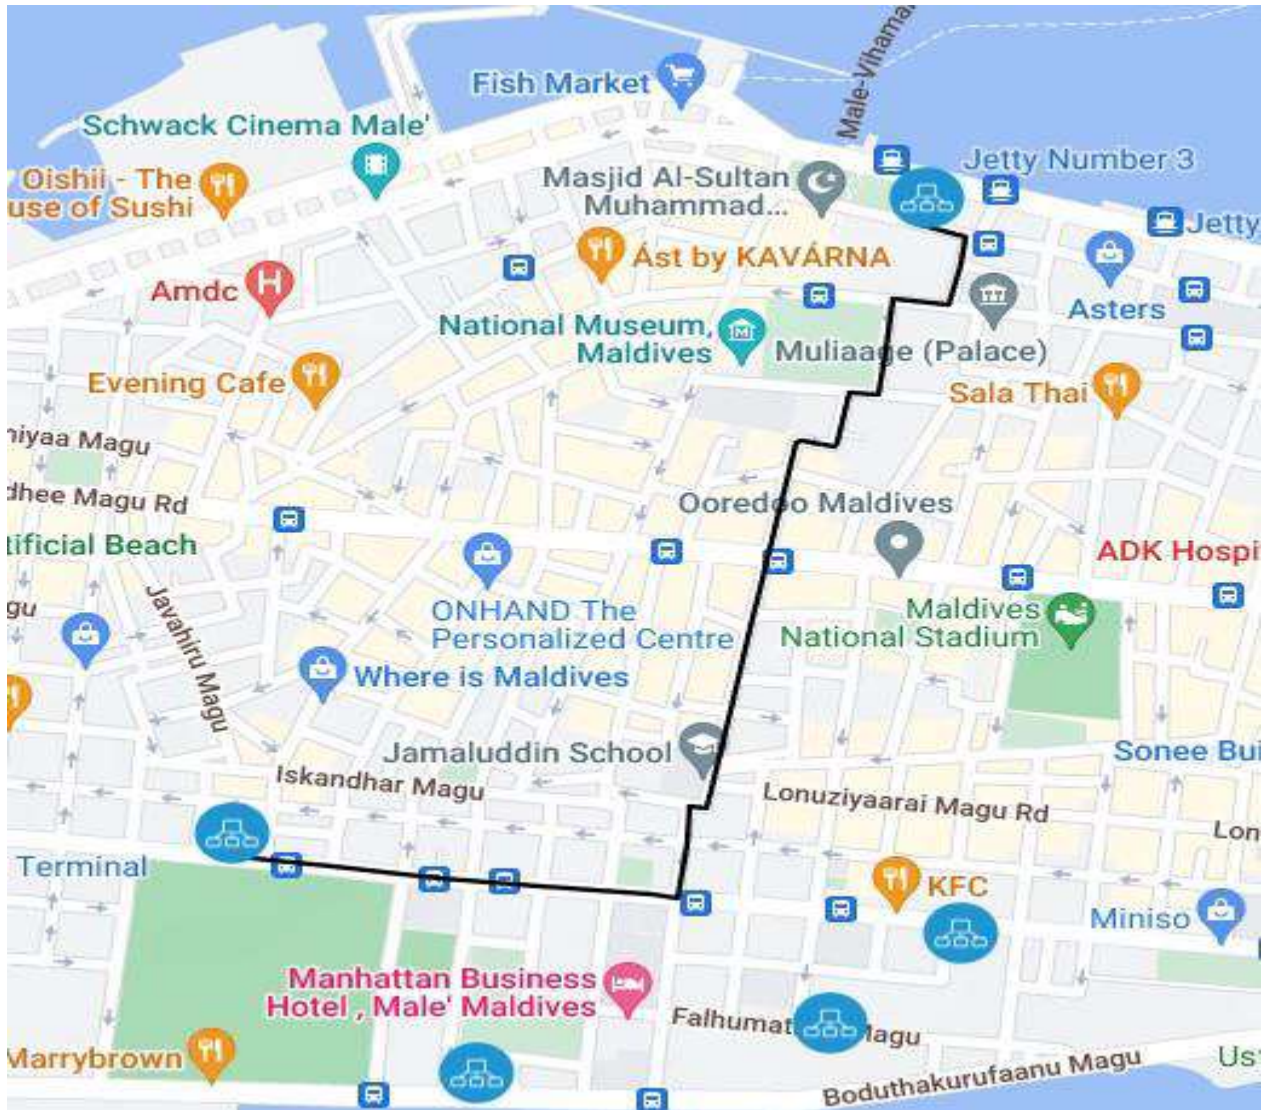 Male-Vihama
Fish Market
Schwack Cinema Male'
Jetty Number 3
Oishii - The
use of Sushi
Masjid Al-Sultan
Muhammad...
Jetty
Ást by KAVÁRNA
Amdc
H
Asters
National Museum,
Maldives
Muliaage (Palace)
Evening Cafe
Sala Thai
niyaa Magu
dhee Magu Rd
Ooredoo Maldives
tificial Beach
ADK Hospi
Javahiru Magu
gu
ONHAND The
Personalized Centre
Maldives
National Stadium
Where is Maldives
Jamaluddin School
Sonee Bui
Iskandhar Magu
Lonuziyaarai Magu Rd
Lon
Terminal
KFC
Miniso
Manhattan Business
Hotel , Male' Maldives
Falhumat Magu
Marrybrown
Boduthakurufaanu Magu
Us